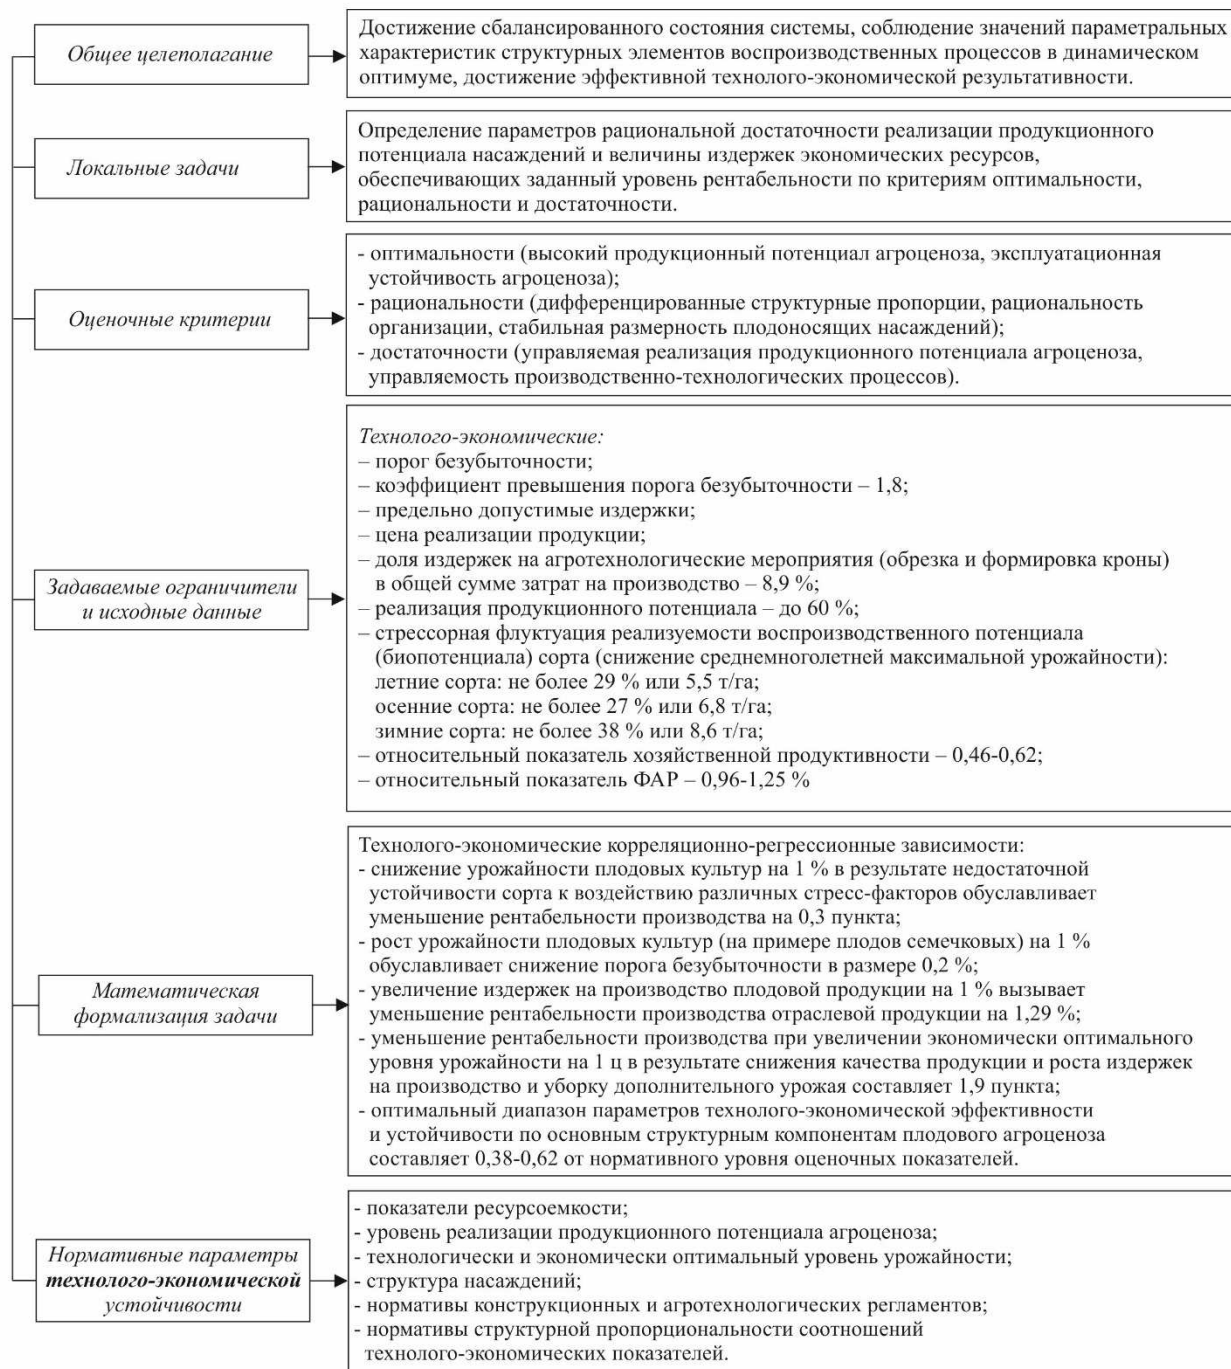 Общее целеполагание
Достижение сбалансированного состояния системы, соблюдение значений параметральных
характеристик структурных элементов воспроизводственных процессов в динамическом
оптимуме, достижение эффективной технолого-экономической результативности.
Локальные задачи
Определение параметров рациональной достаточности реализации продукционного
потенциала насаждений и величины издержек экономических ресурсов,
обеспечивающих заданный уровень рентабельности по критериям оптимальности,
рациональности и достаточности.
Оценочные критерии
- оптимальности (высокий продукционный потенциал агроценоза, эксплуатационная
устойчивость агроценоза);
- рациональности (дифференцированные структурные пропорции, рациональность
организации, стабильная размерность плодоносящих насаждений);
- достаточности (управляемая реализация продукционного потенциала агроценоза,
управляемость производственно-технологических процессов).
Задаваемые ограничители
и исходные данные
Технолого-экономические:
– порог безубыточности;
– коэффициент превышения порога безубыточности – 1,8;
– предельно допустимые издержки;
– цена реализации продукции;
– доля издержек на агротехнологические мероприятия (обрезка и формировка кроны)
в общей сумме затрат на производство – 8,9 %;
– реализация продукционного потенциала – до 60 %;
– стрессорная флуктуация реализуемости воспроизводственного потенциала
(биопотенциала) сорта (снижение среднемноголетней максимальной урожайности):
летние сорта: не более 29 % или 5,5 т/га;
осенние сорта: не более 27 % или 6,8 т/га;
зимние сорта: не более 38 % или 8,6 т/га;
– относительный показатель хозяйственной продуктивности – 0,46-0,62;
– относительный показатель ФАР – 0,96-1,25 %
Математическая
формализация задачи
Технолого-экономические корреляционно-регрессионные зависимости:
- снижение урожайности плодовых культур на 1 % в результате недостаточной
устойчивости сорта к воздействию различных стресс-факторов обуславливает
уменьшение рентабельности производства на 0,3 пункта;
- рост урожайности плодовых культур (на примере плодов семечковых) на 1 %
обуславливает снижение порога безубыточности в размере 0,2 %;
- увеличение издержек на производство плодовой продукции на 1 % вызывает
уменьшение рентабельности производства отраслевой продукции на 1,29 %;
- уменьшение рентабельности производства при увеличении экономически оптимального
уровня урожайности на 1 ц в результате снижения качества продукции и роста издержек
на производство и уборку дополнительного урожая составляет 1,9 пункта;
- оптимальный диапазон параметров технолого-экономической эффективности
и устойчивости по основным структурным компонентам плодового агроценоза
составляет 0,38-0,62 от нормативного уровня оценочных показателей.
Нормативные параметры
технолого-экономической
устойчивости
- показатели ресурсоемкости;
- уровень реализации продукционного потенциала агроценоза;
- технологически и экономически оптимальный уровень урожайности;
- структура насаждений;
- нормативы конструкционных и агротехнологических регламентов;
- нормативы структурной пропорциональности соотношений
технолого-экономических показателей.